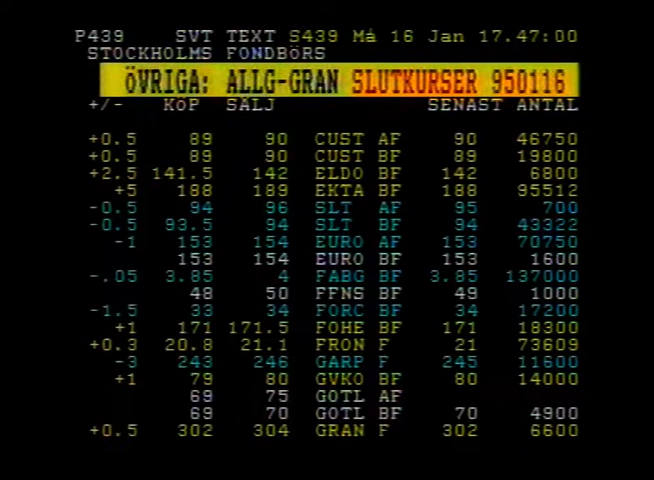 P439 SVT TEXT S439 Må 16 Jan 17.47:00
STOCKHOLMS FONDBÖRS
ÖVRIGA: ALLG-GRAN SLUTKURSER 950116
+/- KÖP SÄLJ SENAST ANTAL
+0.5 89 90 CUST AF 90 46750
+0.5 89 90 CUST BF 89 19800
+2.5 141.5 142 ELDO BF 142 6800
+5 188 189 EKTA BF 188 95512
-0.5 94 96 SLT AF 95 700
-0.5 93.5 94 SLT BF 94 43322
-1 153 154 EURO AF 153 70750
153 154 EURO BF 153 1600
-.05 3.85 4 FABG BF 3.85 137000
48 50 FFNS BF 49 1000
-1.5 33 34 FORC BF 34 17200
+1 171 171.5 FOHE BF 171 18300
+0.3 20.8 21.1 FRON F 21 73609
-3 243 246 GARP F 245 11600
+1 79 80 GVKO BF 80 14000
69 75 GOTL AF
69 70 GOTL BF 70 4900
+0.5 302 304 GRAN F 302 6600